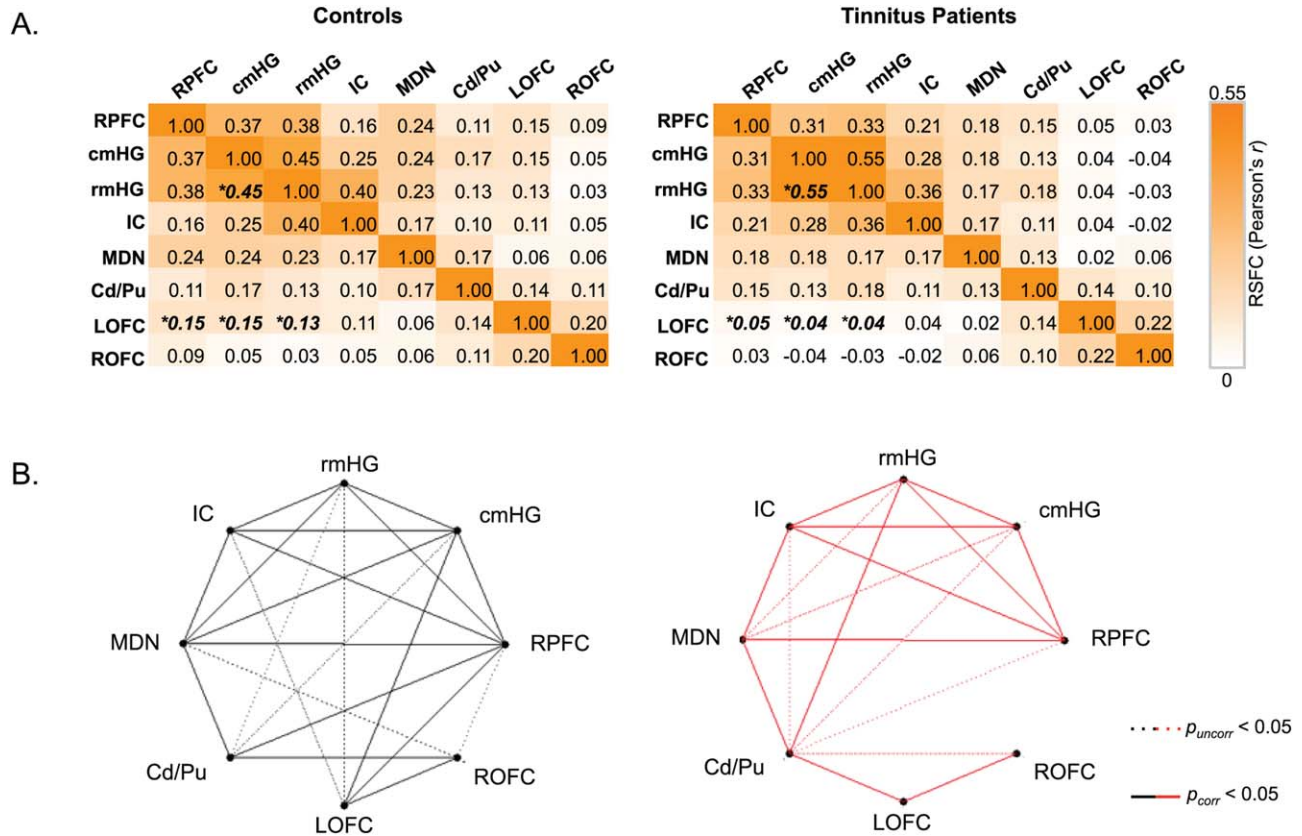 A.
Controls
Tinnitus Patients
RPFC cmHG rmHG IC MDN Cd/Pu LOFC ROFC
RPFC 1.00 0.37 0.38 0.16 0.24 0.11 0.15 0.09
cmHG 0.37 1.00 0.45 0.25 0.24 0.17 0.15 0.05
rmHG 0.38 *0.45 1.00 0.40 0.23 0.13 0.13 0.03
IC 0.16 0.25 0.40 1.00 0.17 0.10 0.11 0.05
MDN 0.24 0.24 0.23 0.17 1.00 0.17 0.06 0.06
Cd/Pu 0.11 0.17 0.13 0.10 0.17 1.00 0.14 0.11
LOFC *0.15 *0.15 *0.13 0.11 0.06 0.14 1.00 0.20
ROFC 0.09 0.05 0.03 0.05 0.06 0.11 0.20 1.00
RPFC cmHG rmHG IC MDN Cd/Pu LOFC ROFC
RPFC 1.00 0.31 0.33 0.21 0.18 0.15 0.05 0.03
cmHG 0.31 1.00 0.55 0.28 0.18 0.13 0.04 -0.04
rmHG 0.33 *0.55 1.00 0.36 0.17 0.18 0.04 -0.03
IC 0.21 0.28 0.36 1.00 0.17 0.11 0.04 -0.02
MDN 0.18 0.18 0.17 0.17 1.00 0.13 0.02 0.06
Cd/Pu 0.15 0.13 0.18 0.11 0.13 1.00 0.14 0.10
LOFC *0.05 *0.04 *0.04 0.04 0.02 0.14 1.00 0.22
ROFC 0.03 -0.04 -0.03 -0.02 0.06 0.10 0.22 1.00
0.55
RSFC (Pearson's r)
0
B.
rmHG
IC
cmHG
MDN
RPFC
Cd/Pu
ROFC
LOFC
rmHG
IC
cmHG
MDN
RPFC
Cd/Pu
ROFC
LOFC
puncorr < 0.05
pcorr < 0.05